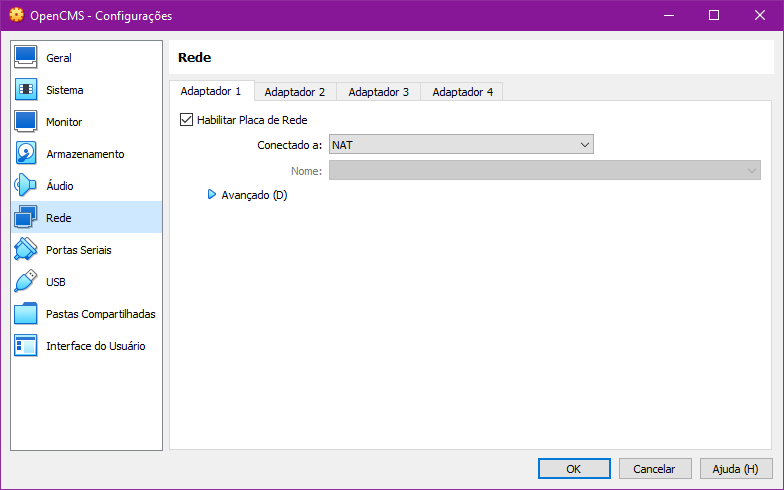 OpenCMS - Configurações
Geral
Sistema
Monitor
Armazenamento
Áudio
Rede
Portas Seriais
USB
Pastas Compartilhadas
Interface do Usuário
Rede
Adaptador 1
Adaptador 2
Adaptador 3
Adaptador 4
Habilitar Placa de Rede
Conectado a: NAT
Nome:
Avançado (D)
OK
Cancelar
Ajuda (H)